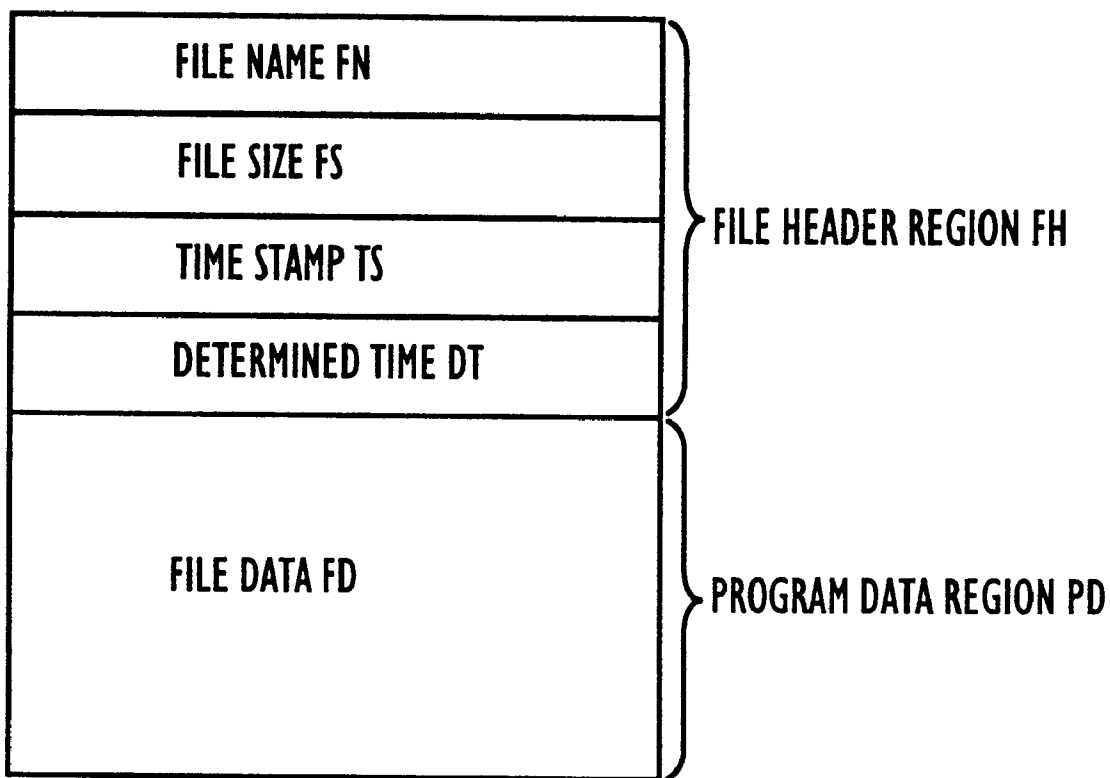 FILE NAME FN
FILE SIZE FS
TIME STAMP TS
DETERMINED TIME DT
FILE HEADER REGION FH
FILE DATA FD
PROGRAM DATA REGION PD